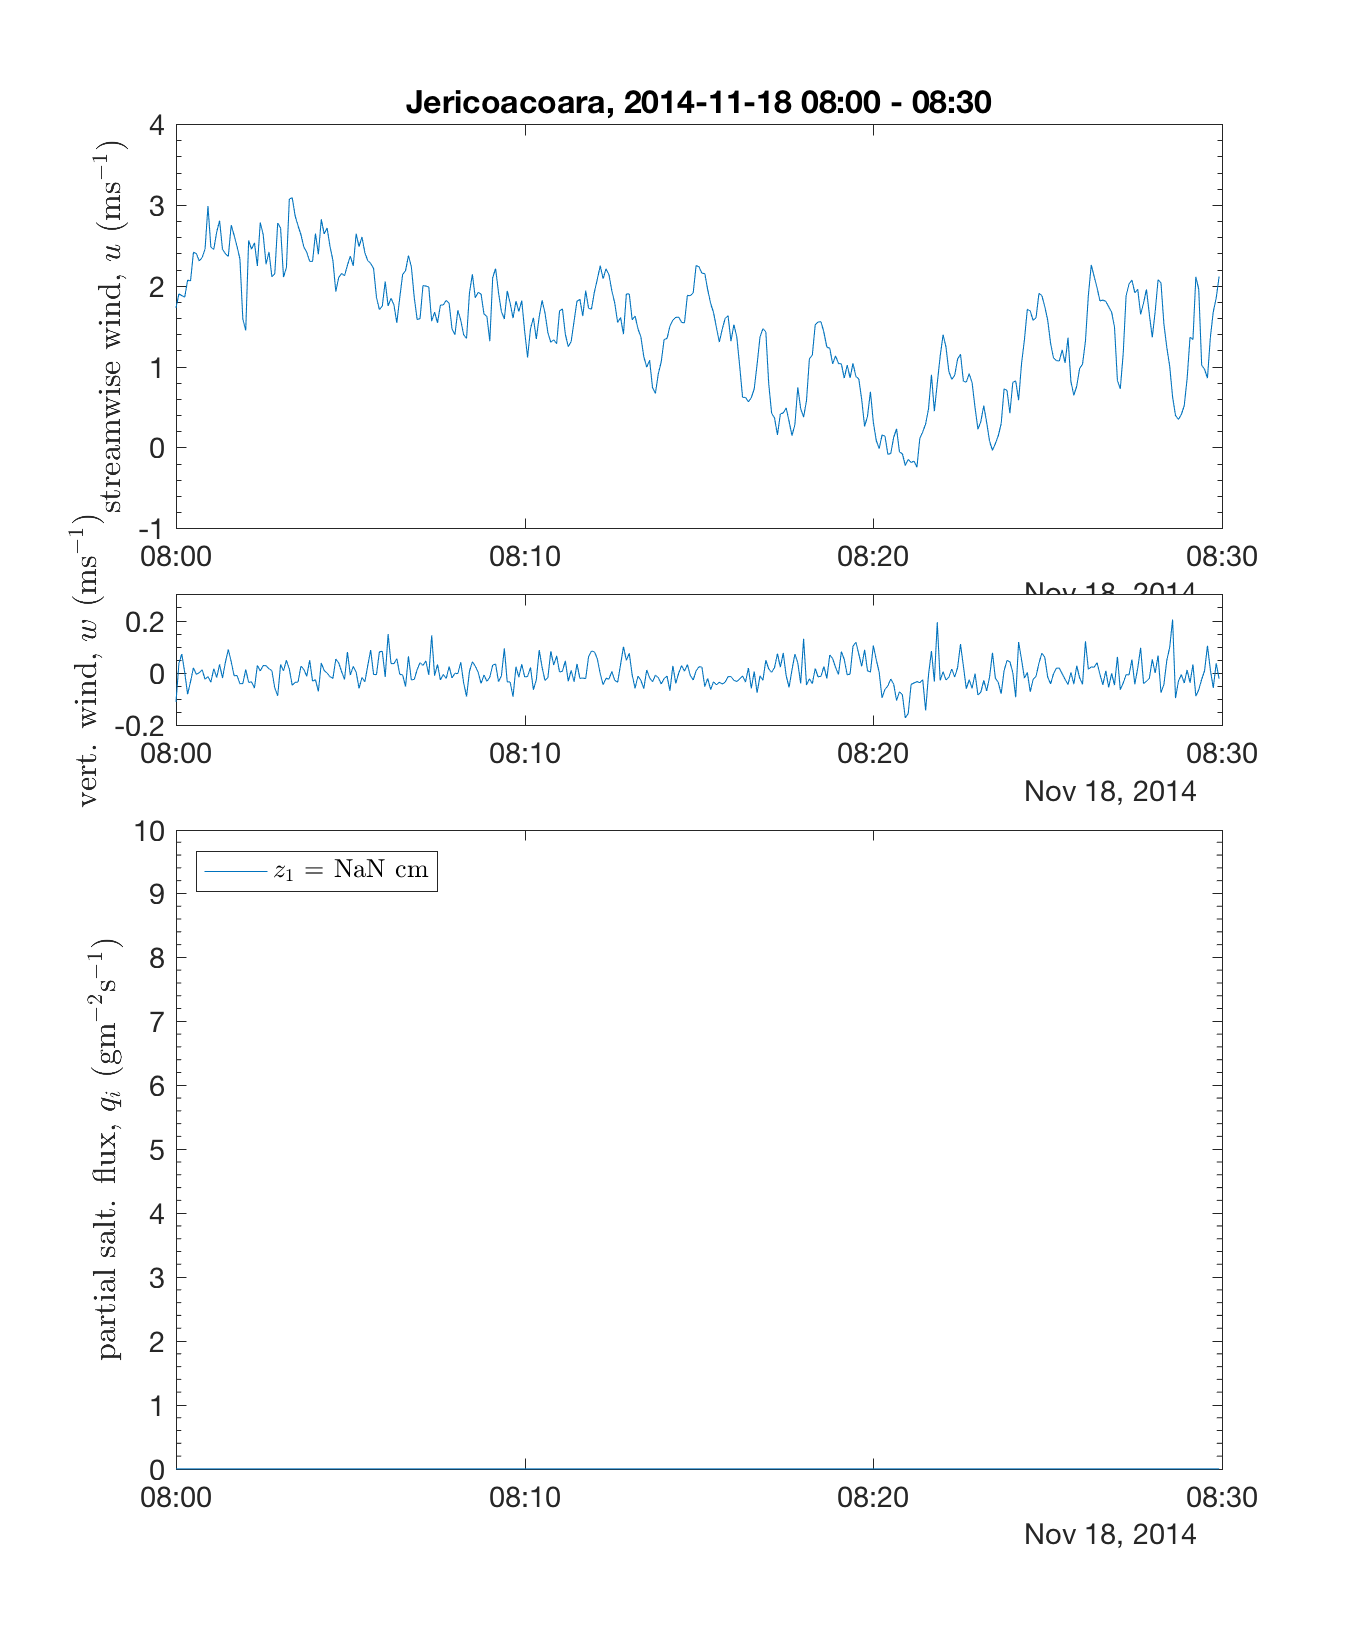 Jericoacoara, 2014-11-18 08:00 - 08:30
streamwise wind, u (ms⁻¹)
4
3
2
1
0
-1
08:00 08:10 08:20 08:30
Nov 18, 2014
vert. wind, w (ms⁻¹)
0.2
0
-0.2
08:00 08:10 08:20 08:30
Nov 18, 2014
partial salt. flux, qᵢ (gm⁻²s⁻¹)
10
9
8
7
6
5
4
3
2
1
0
z₁ = NaN cm
08:00 08:10 08:20 08:30
Nov 18, 2014